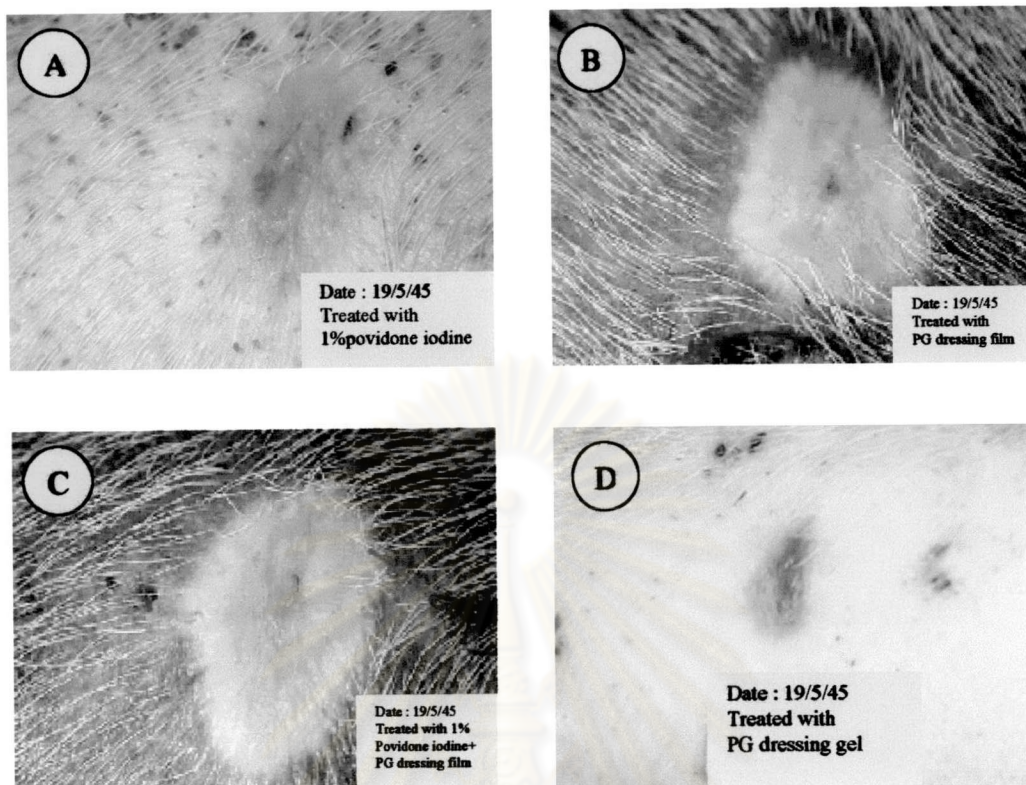 A
Date : 19/5/45
Treated with
1%povidone iodine
B
Date : 19/5/45
Treated with
PG dressing film
C
Date : 19/5/45
Treated with 1%
Povidone iodine+
PG dressing film
D
Date : 19/5/45
Treated with
PG dressing gel